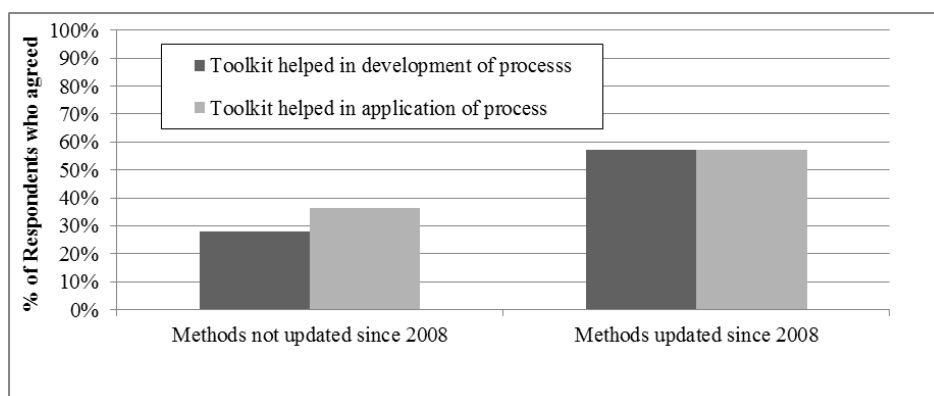 % of Respondents who agreed
100%
90%
80%
70%
60%
50%
40%
30%
20%
10%
0%
Toolkit helped in development of processs
Toolkit helped in application of process
Methods not updated since 2008
Methods updated since 2008